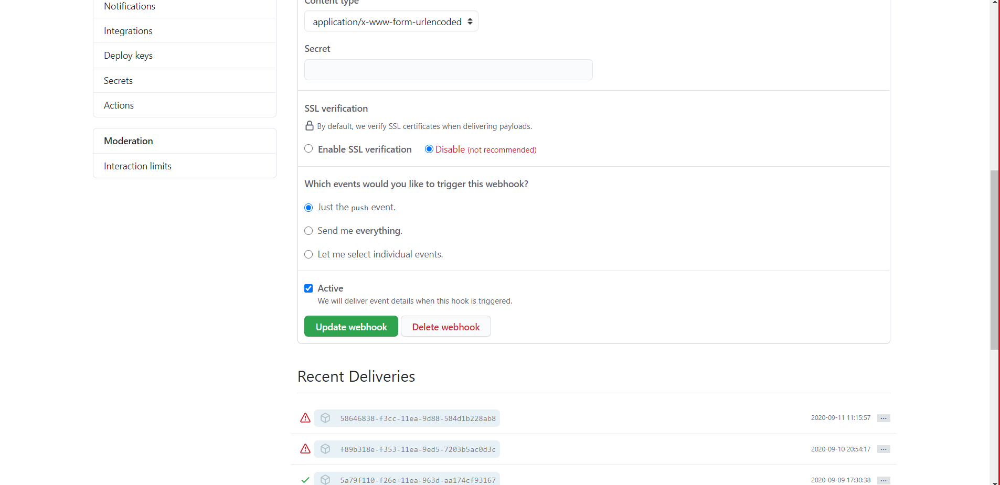 Notifications
Integrations
Deploy keys
Secrets
Actions
Moderation
Interaction limits
Content type
application/x-www-form-urlencoded
Secret
SSL verification
By default, we verify SSL certificates when delivering payloads.
Enable SSL verification Disable (not recommended)
Which events would you like to trigger this webhook?
Just the push event.
Send me everything.
Let me select individual events.
Active
We will deliver event details when this hook is triggered.
Update webhook Delete webhook
Recent Deliveries
58646838-f3cc-11ea-9d88-584d1b228ab8 2020-09-11 11:15:57 ...
f89b318e-f353-11ea-9ed5-7203b5ac0d3c 2020-09-10 20:54:17 ...
5a79f110-f26e-11ea-963d-aa174cf93167 2020-09-09 17:30:38 ...